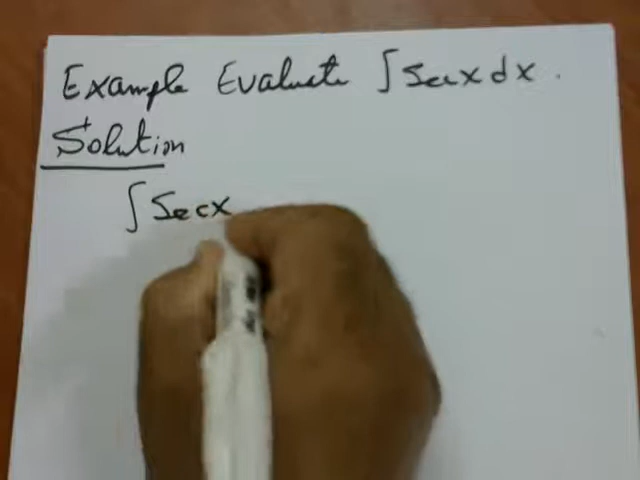 Example Evaluate ∫ Secx dx .
Solution
∫ Secx